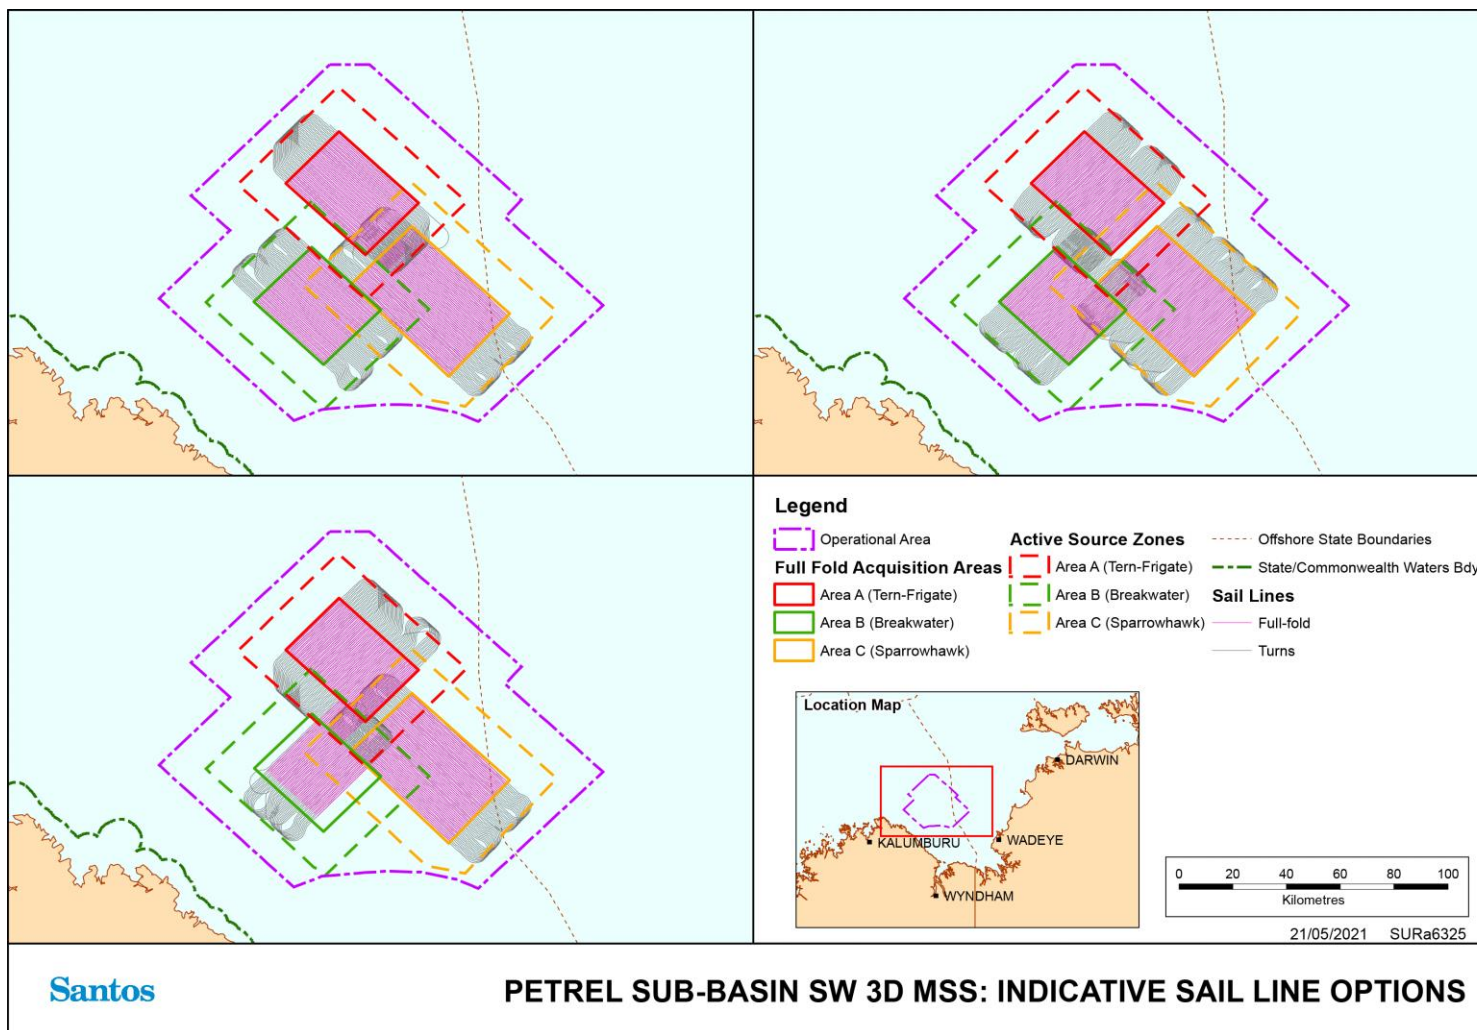 Legend
Operational Area
Full Fold Acquisition Areas
Area A (Tern-Frigate)
Area B (Breakwater)
Area C (Sparrowhawk)
Active Source Zones
Area A (Tern-Frigate)
Area B (Breakwater)
Area C (Sparrowhawk)
Offshore State Boundaries
State/Commonwealth Waters Bdy
Sail Lines
Full-fold
Turns
Location Map
DARWIN
KALUMBURU
WADEYE
WYNDHAM
0 20 40 60 80 100
Kilometres
21/05/2021 SURa6325
Santos
PETREL SUB-BASIN SW 3D MSS: INDICATIVE SAIL LINE OPTIONS